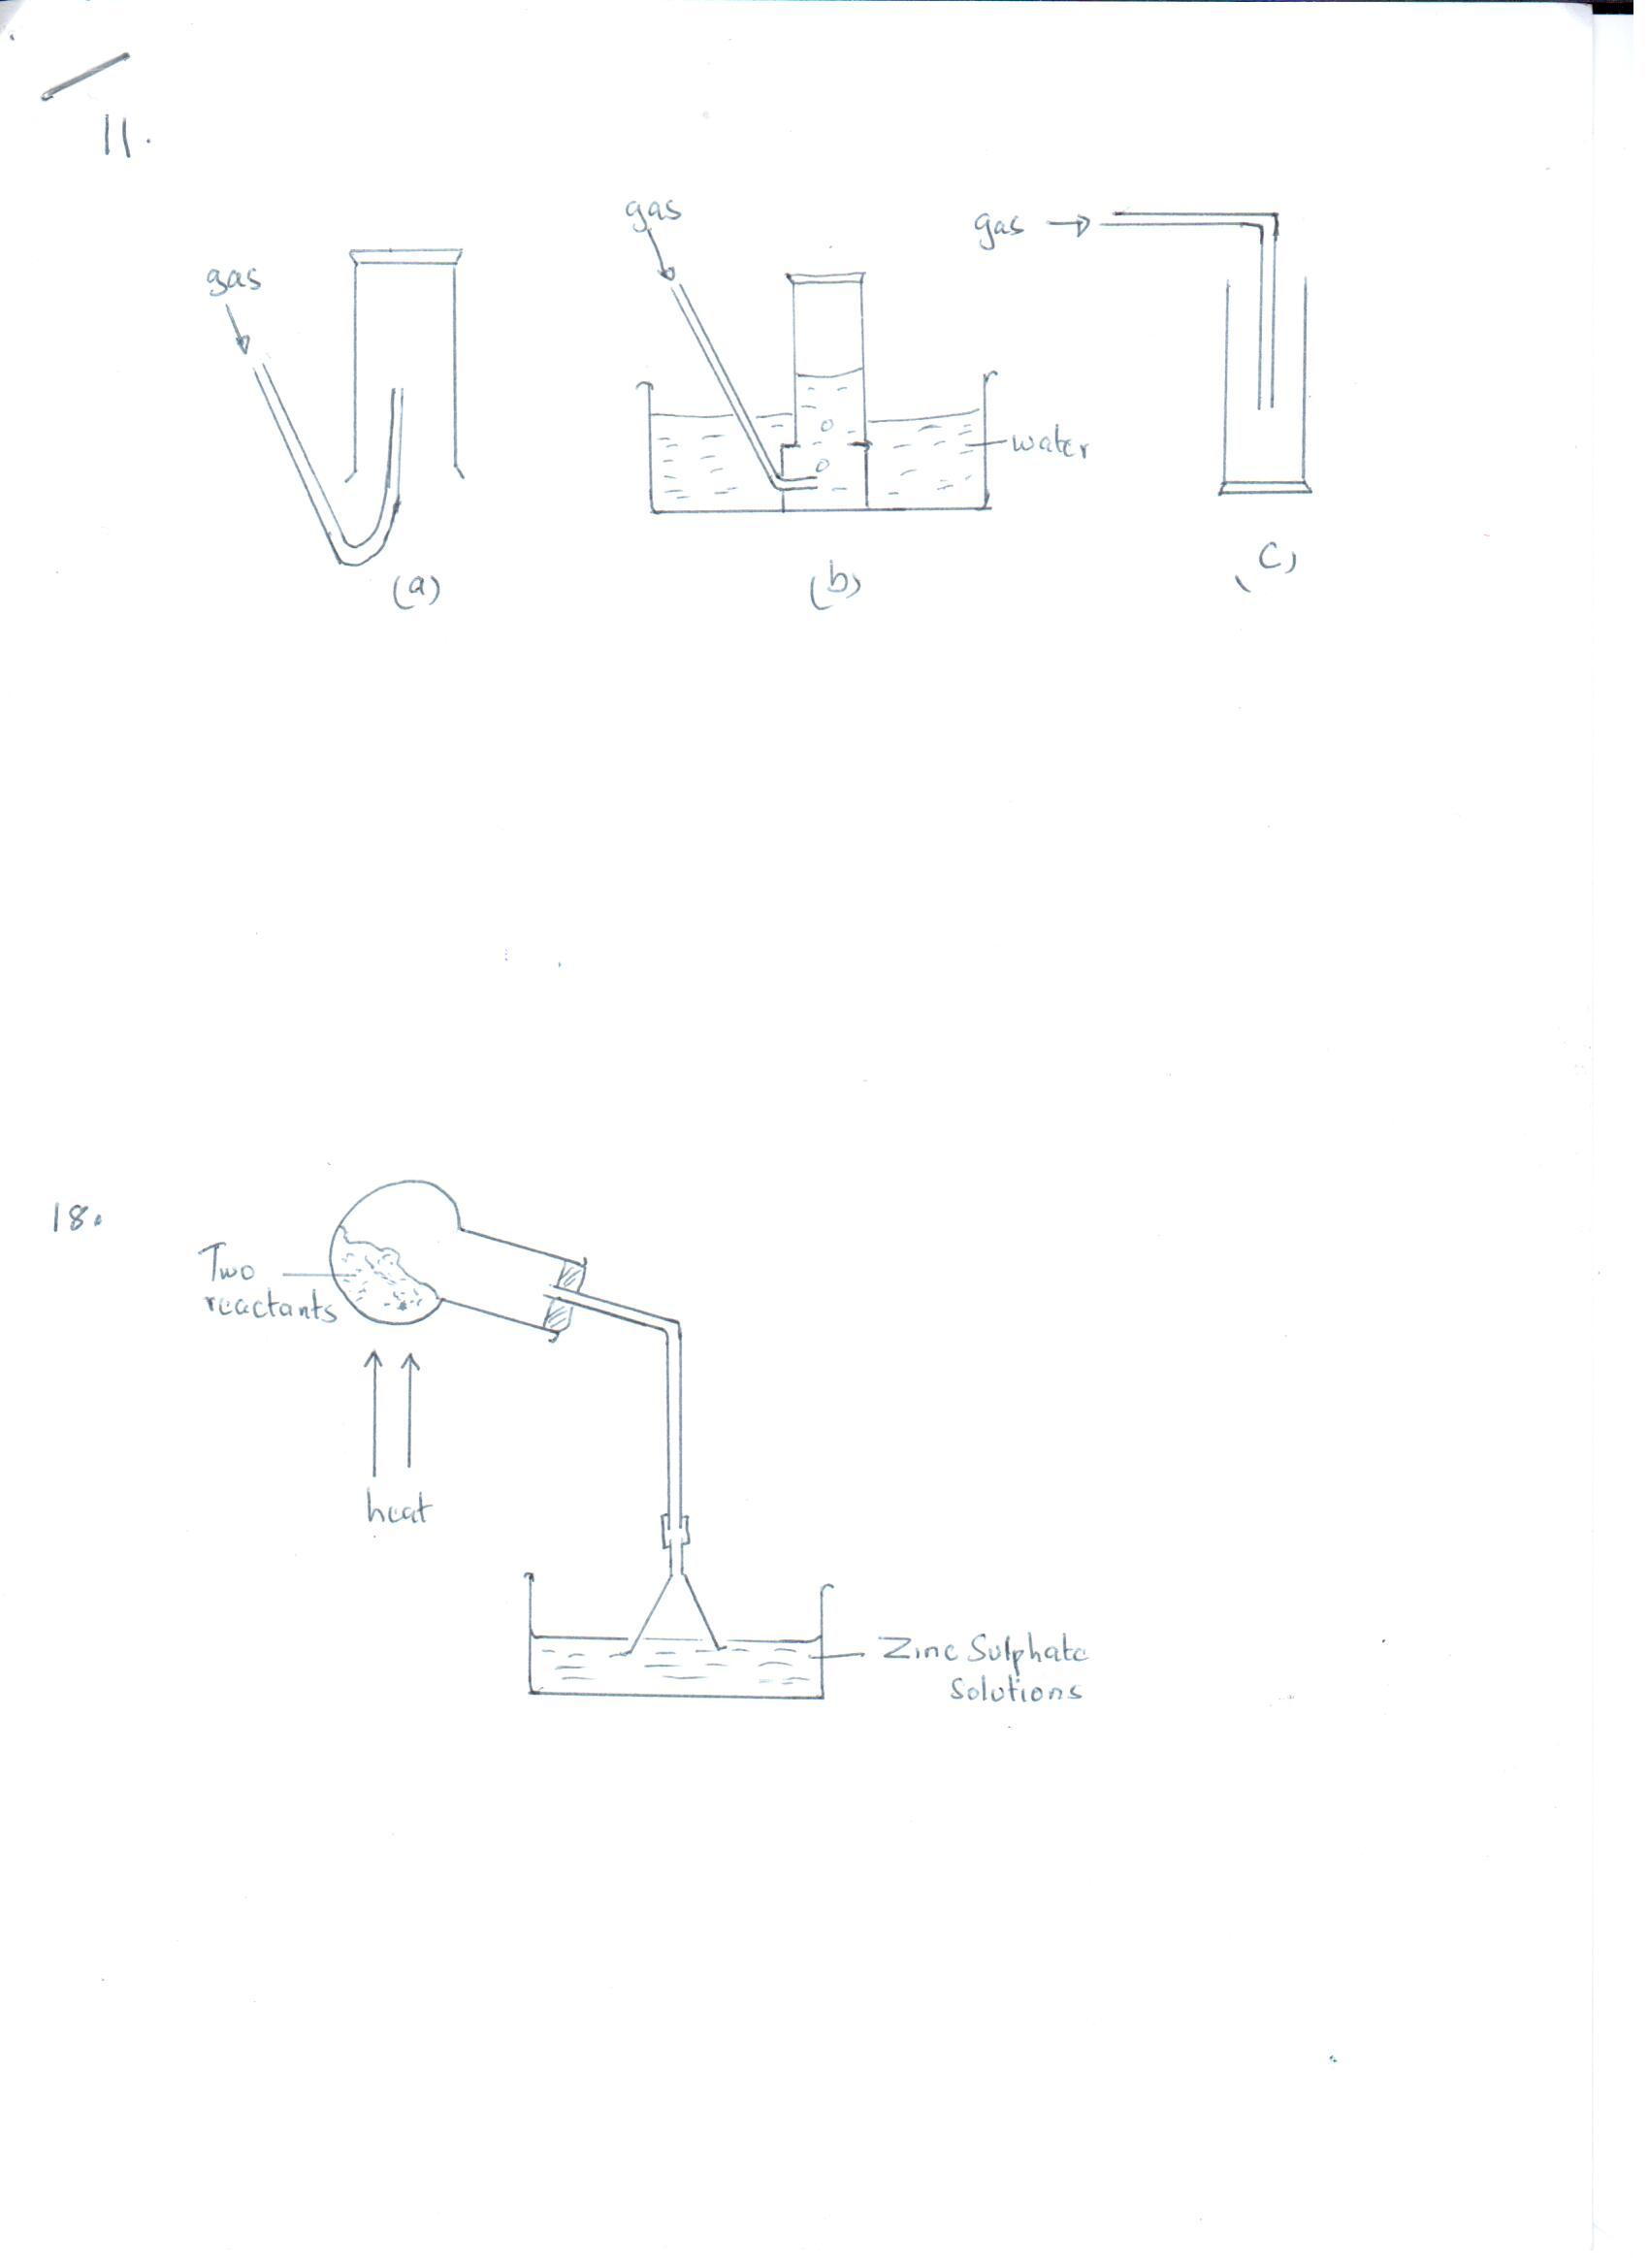 11.
gas
gas
gas
water
(a)
(b)
(c)
18.
Two
reactants
heat
Zinc Sulphate
Solutions